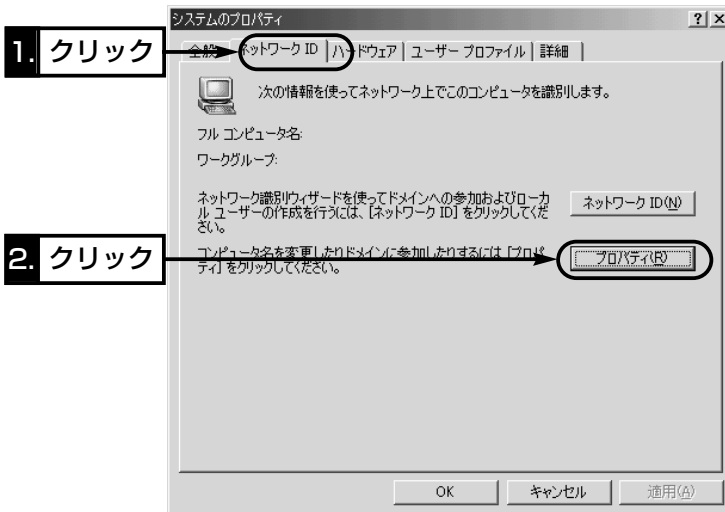 システムのプロパティ
1. クリック
全般 ネットワーク ID ハードウェア ユーザー プロファイル 詳細
次の情報を使ってネットワーク上でこのコンピュータを識別します。
フル コンピュータ名:
ワークグループ:
ネットワーク識別ウィザードを使ってドメインへの参加およびローカ
ル ユーザーの作成を行うには、[ネットワーク ID] をクリックしてくだ
さい。
ネットワーク ID(N)
2. クリック
コンピュータ名を変更したりドメインに参加したりするには [プロパ
ティ] をクリックしてください。
プロパティ(R)
OK キャンセル 適用(A)